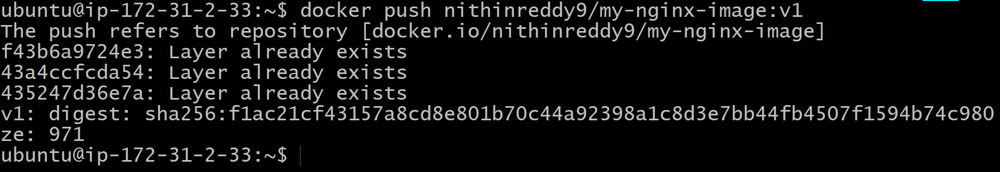 ubuntu@ip-172-31-2-33:~$ docker push nithinreddy9/my-nginx-image:v1
The push refers to repository [docker.io/nithinreddy9/my-nginx-image]
f43b6a9724e3: Layer already exists
43a4ccfcda54: Layer already exists
435247d36e7a: Layer already exists
v1: digest: sha256:f1ac21cf43157a8cd8e801b70c44a92398a1c8d3e7bb44fb4507f1594b74c980
ze: 971
ubuntu@ip-172-31-2-33:~$